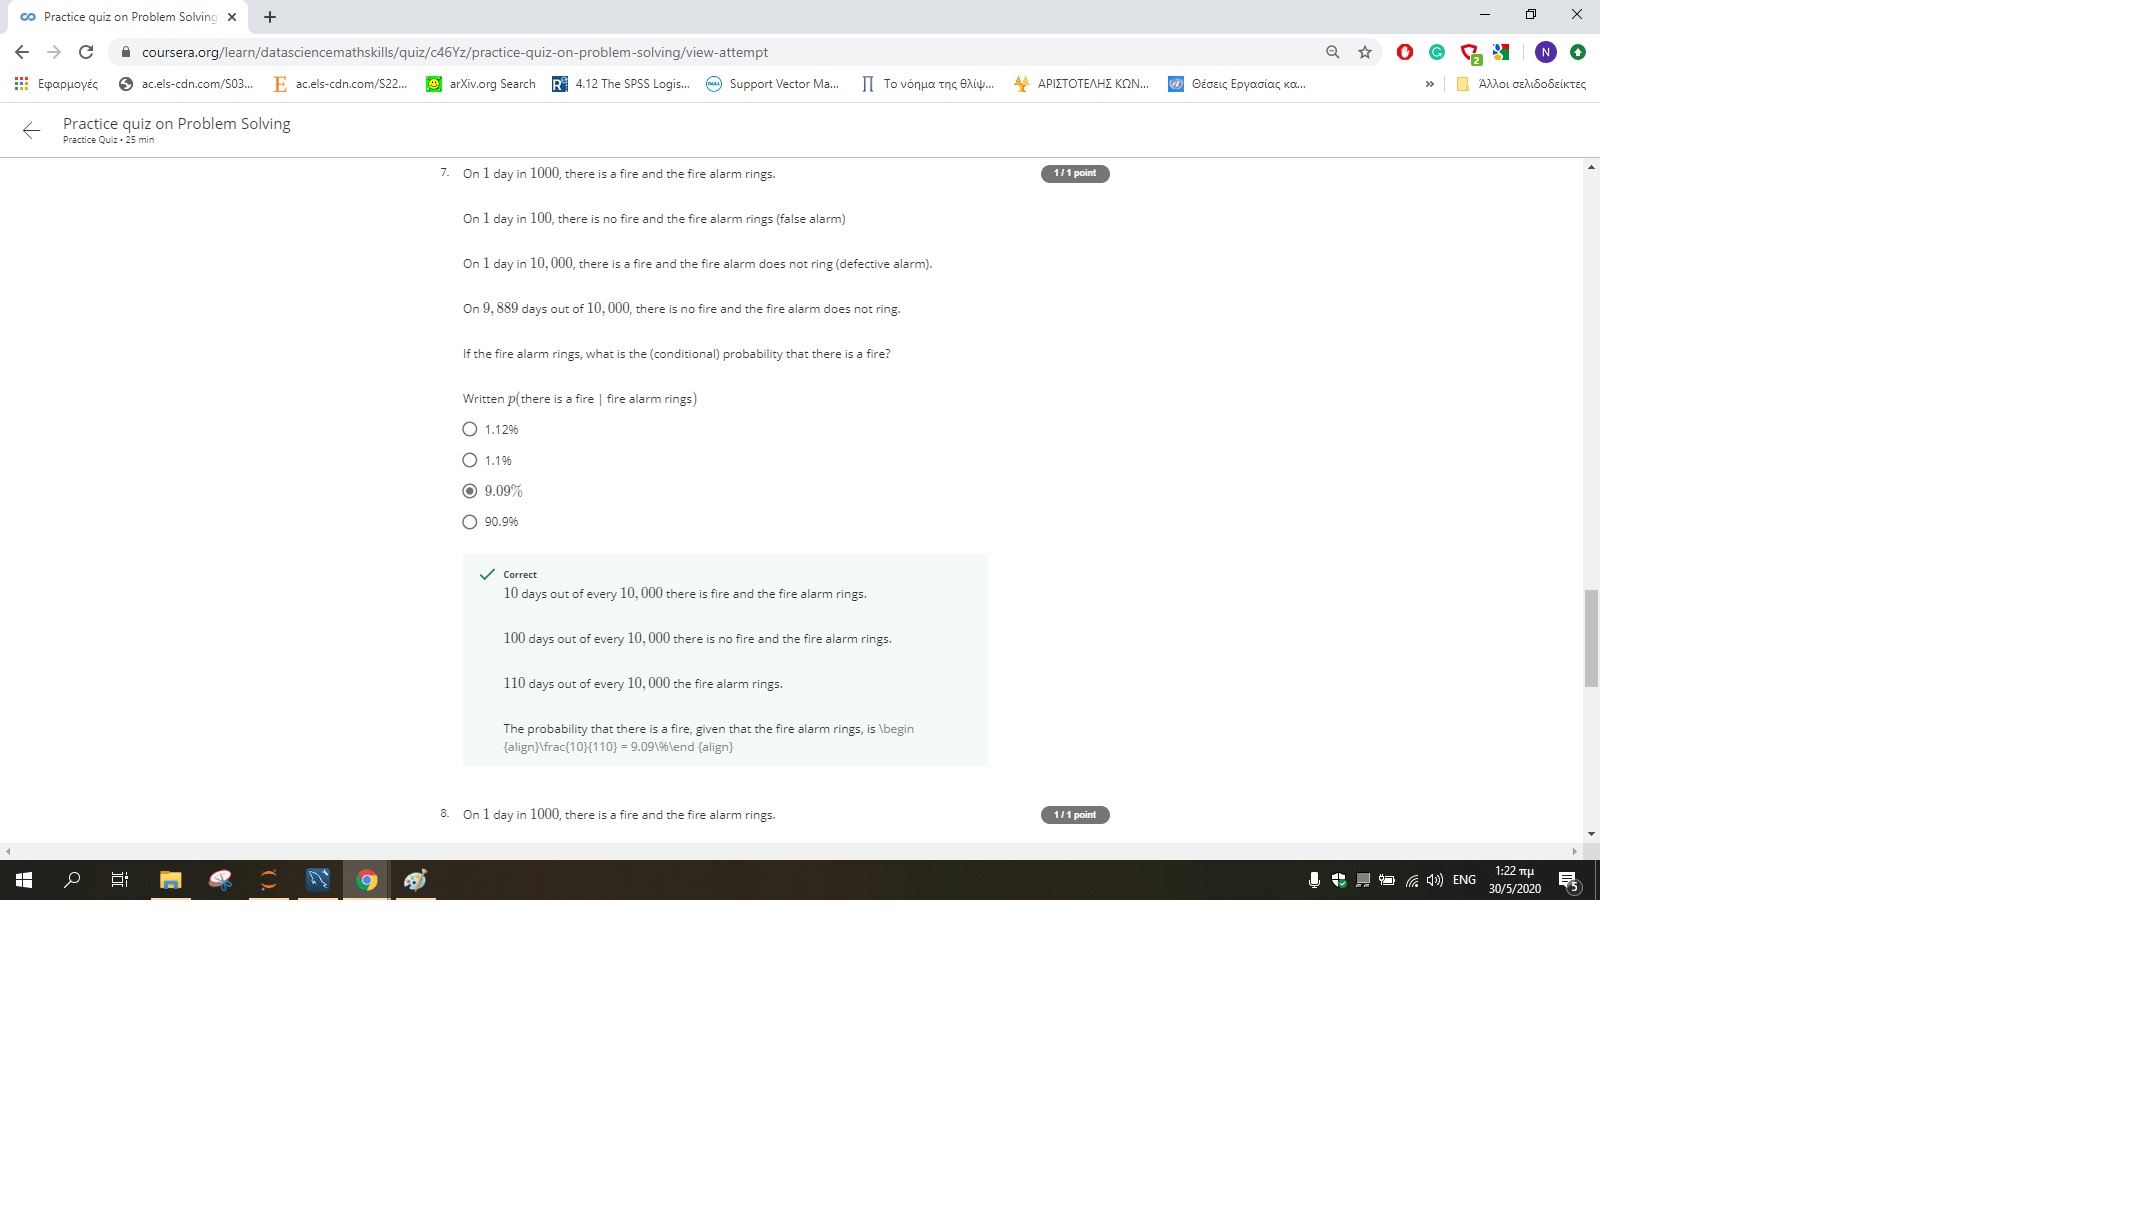 Practice quiz on Problem Solving
coursera.org/learn/datasciencemathskills/quiz/c46Yz/practice-quiz-on-problem-solving/view-attempt
N
2
Εφαρμογές
ac.els-cdn.com/S03...
ac.els-cdn.com/S22...
arXiv.org Search
4.12 The SPSS Logis...
Support Vector Ma...
Το νόημα της θλίψ...
ΑΡΙΣΤΟΤΕΛΗΣ ΚΩΝ...
Θέσεις Εργασίας κα...
»
Άλλοι σελιδοδείκτες
Practice quiz on Problem Solving
Practice Quiz • 25 min
7. On 1 day in 1000, there is a fire and the fire alarm rings.
1 / 1 point
On 1 day in 100, there is no fire and the fire alarm rings (false alarm)
On 1 day in 10, 000, there is a fire and the fire alarm does not ring (defective alarm).
On 9, 889 days out of 10, 000, there is no fire and the fire alarm does not ring.
If the fire alarm rings, what is the (conditional) probability that there is a fire?
Written p(there is a fire | fire alarm rings)
1.12%
1.1%
9.09%
90.9%
Correct
10 days out of every 10, 000 there is fire and the fire alarm rings.
100 days out of every 10, 000 there is no fire and the fire alarm rings.
110 days out of every 10, 000 the fire alarm rings.
The probability that there is a fire, given that the fire alarm rings, is \begin
{align}\frac{10}{110} = 9.09\%\end {align}
8. On 1 day in 1000, there is a fire and the fire alarm rings.
1 / 1 point
ENG
1:22 πμ
30/5/2020
5